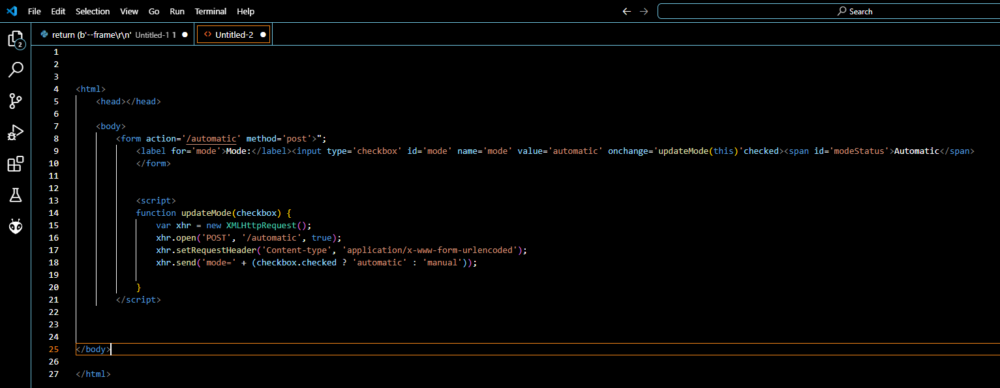 File Edit Selection View Go Run Terminal Help Search
2
return (b'--frame\r\n' Untitled-1 1 ● <> Untitled-2 ●
1
2
3
4 <html>
5 <head></head>
6
7 <body>
8 <form action='/automatic' method='post'>";
9 <label for='mode'>Mode:</label><input type='checkbox' id='mode' name='mode' value='automatic' onchange='updateMode(this)'checked><span id='modeStatus'>Automatic</span>
10 </form>
11
12
13 <script>
14 function updateMode(checkbox) {
15 var xhr = new XMLHttpRequest();
16 xhr.open('POST', '/automatic', true);
17 xhr.setRequestHeader('Content-type', 'application/x-www-form-urlencoded');
18 xhr.send('mode=' + (checkbox.checked ? 'automatic' : 'manual'));
19
20 }
21 </script>
22
23
24
25 </body>
26
27 </html>